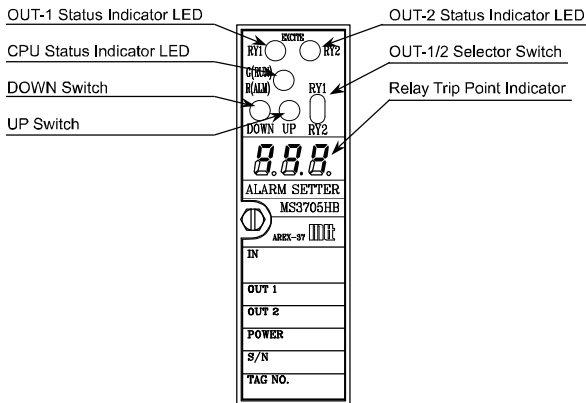 OUT-1 Status Indicator LED
CPU Status Indicator LED
DOWN Switch
UP Switch
OUT-2 Status Indicator LED
OUT-1/2 Selector Switch
Relay Trip Point Indicator
EXCITE
RY1 RY2
G(RUN)
R(ALM) RY1
DOWN UP RY2
8.8.8.
ALARM SETTER
MS3705HB
AREX-37 Mtt
IN
OUT 1
OUT 2
POWER
S/N
TAG NO.